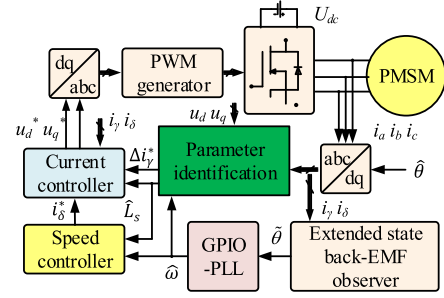 U_dc
dq
abc
PWM
generator
PMSM
u_d* u_q*
i_γ i_δ
u_d u_q
i_a i_b i_c
Current
controller
Δi_γ*
Parameter
identification
abc
dq
θ̂
i_δ*
L̂_s
i_γ i_δ
Speed
controller
ω̂
GPIO
-PLL
θ̃
Extended state
back-EMF
observer